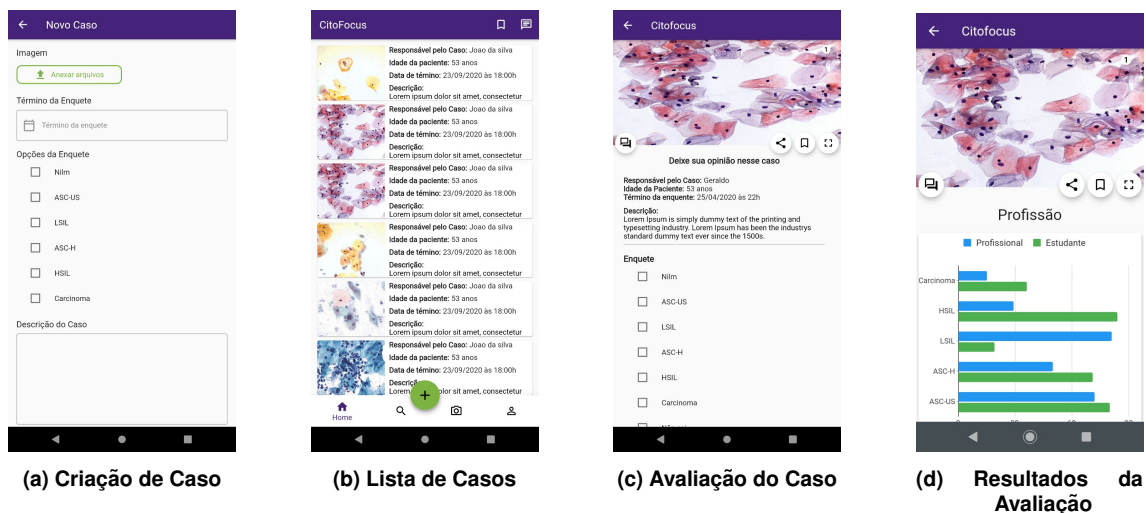 Novo Caso
Imagem
Anexar arquivos
Término da Enquete
Término da enquete
Opções da Enquete
Nilm
ASC-US
LSIL
ASC-H
HSIL
Carcinoma
Descrição do Caso
(a) Criação de Caso
CitoFocus
Responsável pelo Caso: Joao da silva
Idade da paciente: 53 anos
Data de témino: 23/09/2020 às 18:00h
Descrição:
Lorem ipsum dolor sit amet, consectetur
Responsável pelo Caso: Joao da silva
Idade da paciente: 53 anos
Data de témino: 23/09/2020 às 18:00h
Descrição:
Lorem ipsum dolor sit amet, consectetur
Responsável pelo Caso: Joao da silva
Idade da paciente: 53 anos
Data de témino: 23/09/2020 às 18:00h
Descrição:
Lorem ipsum dolor sit amet, consectetur
Responsável pelo Caso: Joao da silva
Idade da paciente: 53 anos
Data de témino: 23/09/2020 às 18:00h
Descrição:
Lorem ipsum dolor sit amet, consectetur
Responsável pelo Caso: Joao da silva
Idade da paciente: 53 anos
Data de témino: 23/09/2020 às 18:00h
Descrição:
Lorem ipsum dolor sit amet, consectetur
Responsável pelo Caso: Joao da silva
Idade da paciente: 53 anos
Data de témino: 23/09/2020 às 18:00h
dolor sit amet, consectetur
Home
(b) Lista de Casos
Citofocus
1
Deixe sua opinião nesse caso
Responsável pelo Caso: Geraldo
Idade da Paciente: 53 anos
Término da enquente: 25/04/2020 às 22h
Descrição:
Lorem Ipsum is simply dummy text of the printing and
typesetting industry. Lorem Ipsum has been the industrys
standard dummy text ever since the 1500s.
Enquete
Nilm
ASC-US
LSIL
ASC-H
HSIL
Carcinoma
(c) Avaliação do Caso
Citofocus
1
Profissão
Profissional Estudante
Carcinoma
HSIL
LSIL
ASC-H
ASC-US
(d) Resultados da
Avaliação